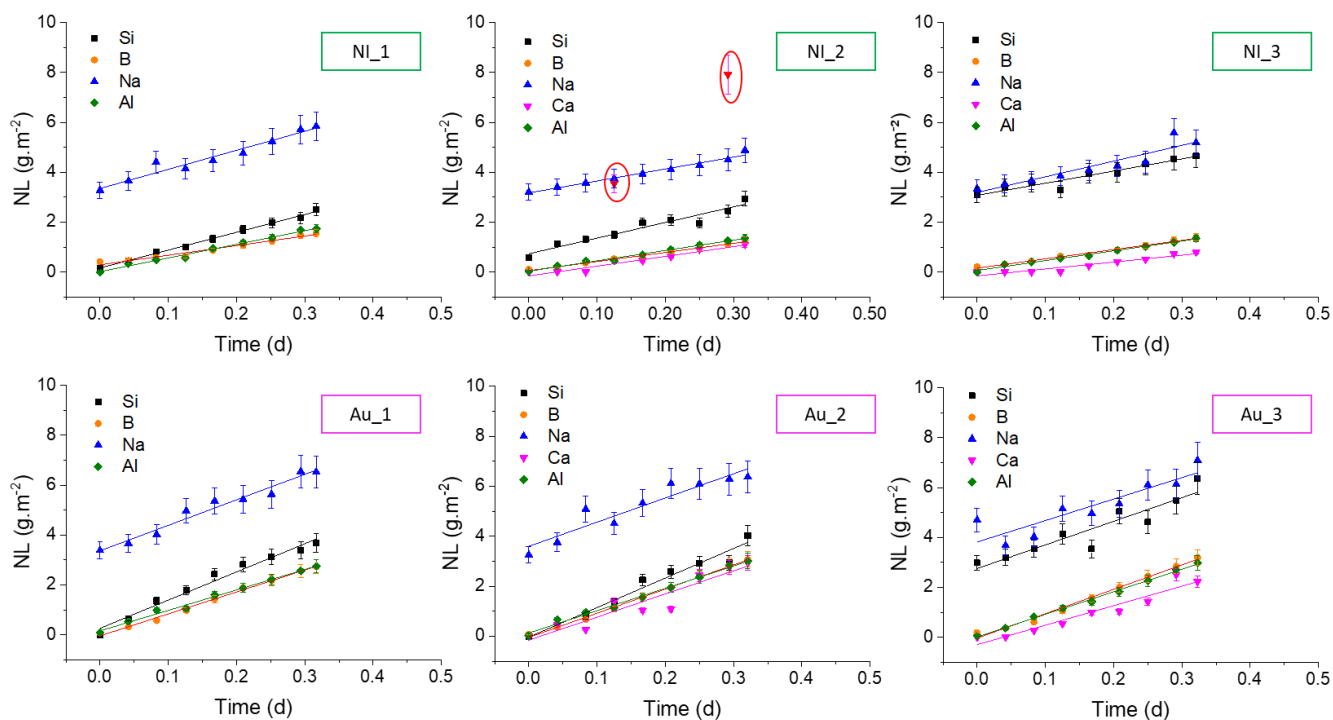 10
8
6
4
2
0
NL (g.m⁻²)
Si
B
Na
Al
NI_1
0.0 0.1 0.2 0.3 0.4 0.5
Time (d)
10
8
6
4
2
0
NL (g.m⁻²)
Si
B
Na
Ca
Al
NI_2
0.00 0.10 0.20 0.30 0.40 0.50
Time (d)
10
8
6
4
2
0
NL (g.m⁻²)
Si
B
Na
Ca
Al
NI_3
0.0 0.1 0.2 0.3 0.4 0.5
Time (d)
10
8
6
4
2
0
NL (g.m⁻²)
Si
B
Na
Al
Au_1
0.0 0.1 0.2 0.3 0.4 0.5
Time (d)
10
8
6
4
2
0
NL (g.m⁻²)
Si
B
Na
Ca
Al
Au_2
0.0 0.1 0.2 0.3 0.4 0.5
Time (d)
10
8
6
4
2
0
NL (g.m⁻²)
Si
B
Na
Ca
Al
Au_3
0.0 0.1 0.2 0.3 0.4 0.5
Time (d)